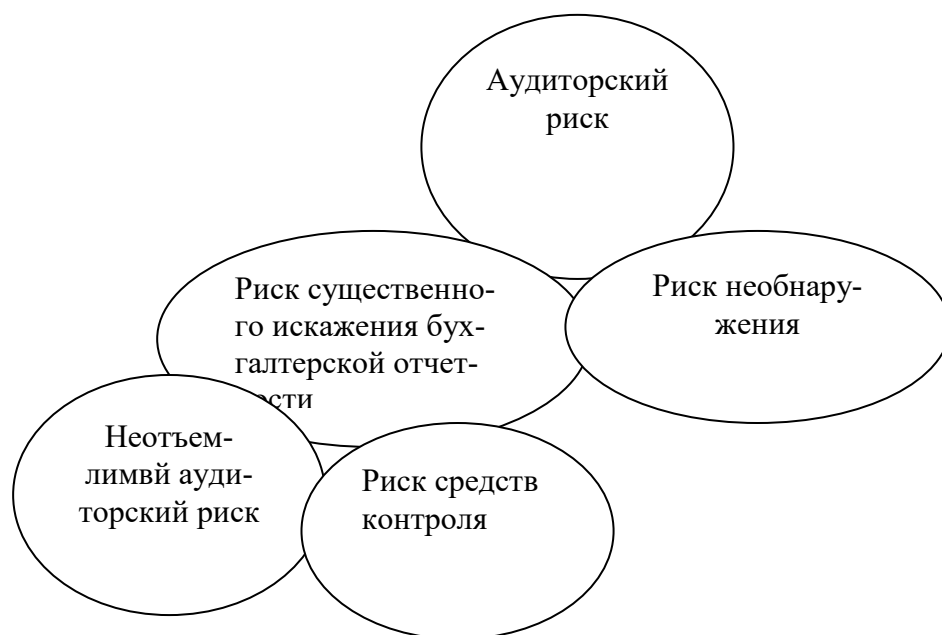 Аудиторский
риск
Риск существенно-
го искажения бух-
галтерской отчет-
ости
Риск необнару-
жения
Неотъем-
лимвй ауди-
торский риск
Риск средств
контроля